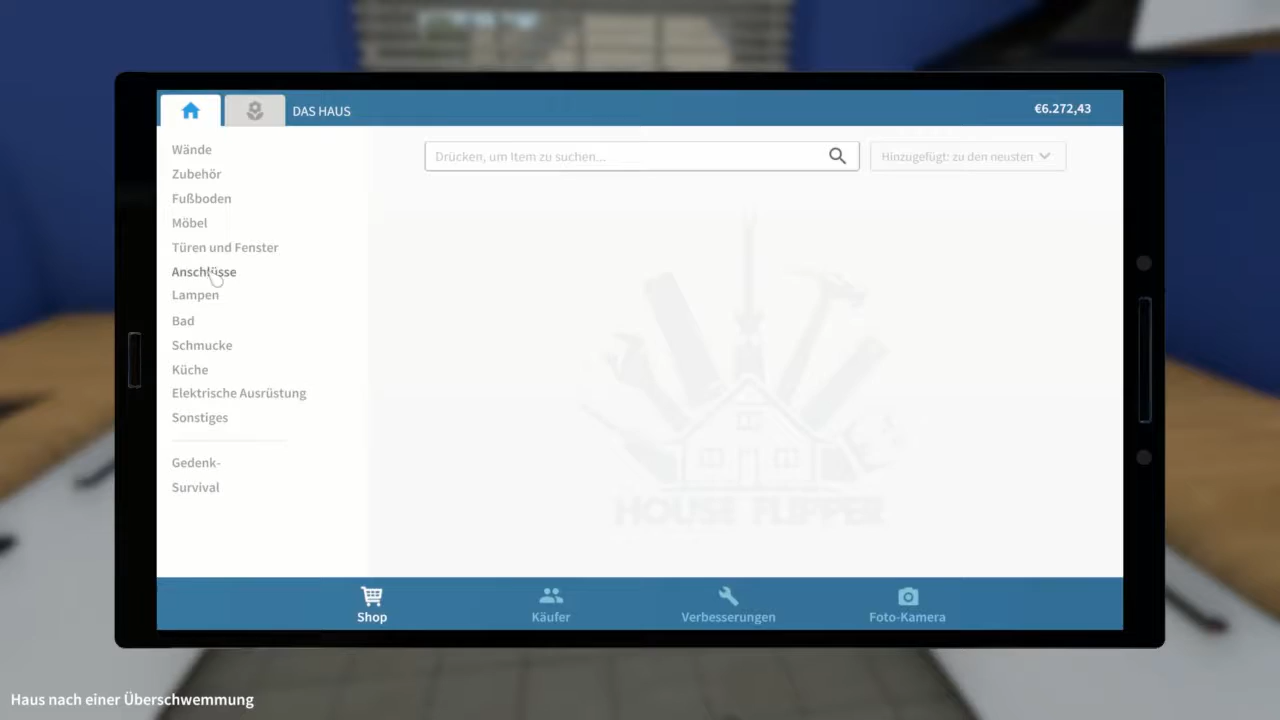 DAS HAUS
€6.272,43
Drücken, um Item zu suchen...
Hinzugefügt: zu den neusten
Wände
Zubehör
Fußboden
Möbel
Türen und Fenster
Anschlüsse
Lampen
Bad
Schmucke
Küche
Elektrische Ausrüstung
Sonstiges
Gedenk-
Survival
HOUSE FLIPPER
Shop
Käufer
Verbesserungen
Foto-Kamera
Haus nach einer Überschwemmung